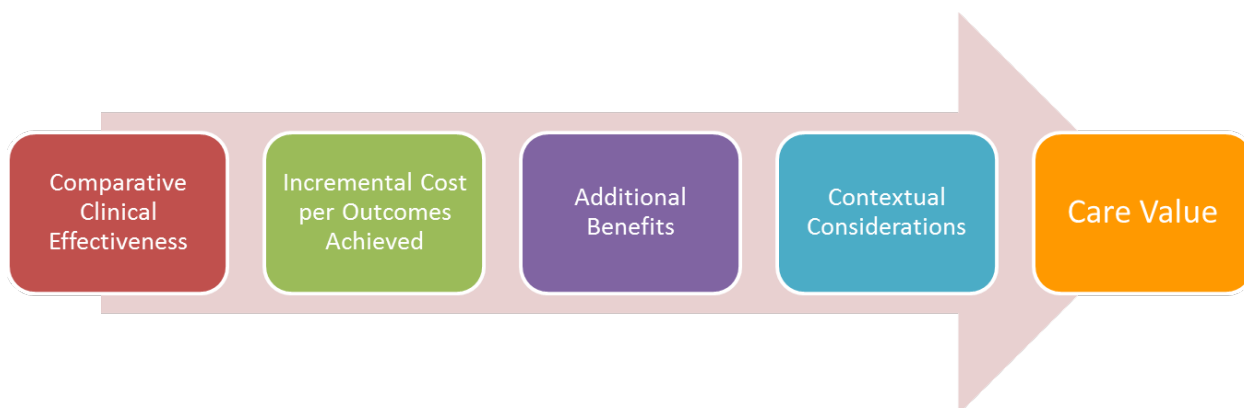 Comparative
Clinical
Effectiveness
Incremental Cost
per Outcomes
Achieved
Additional
Benefits
Contextual
Considerations
Care Value